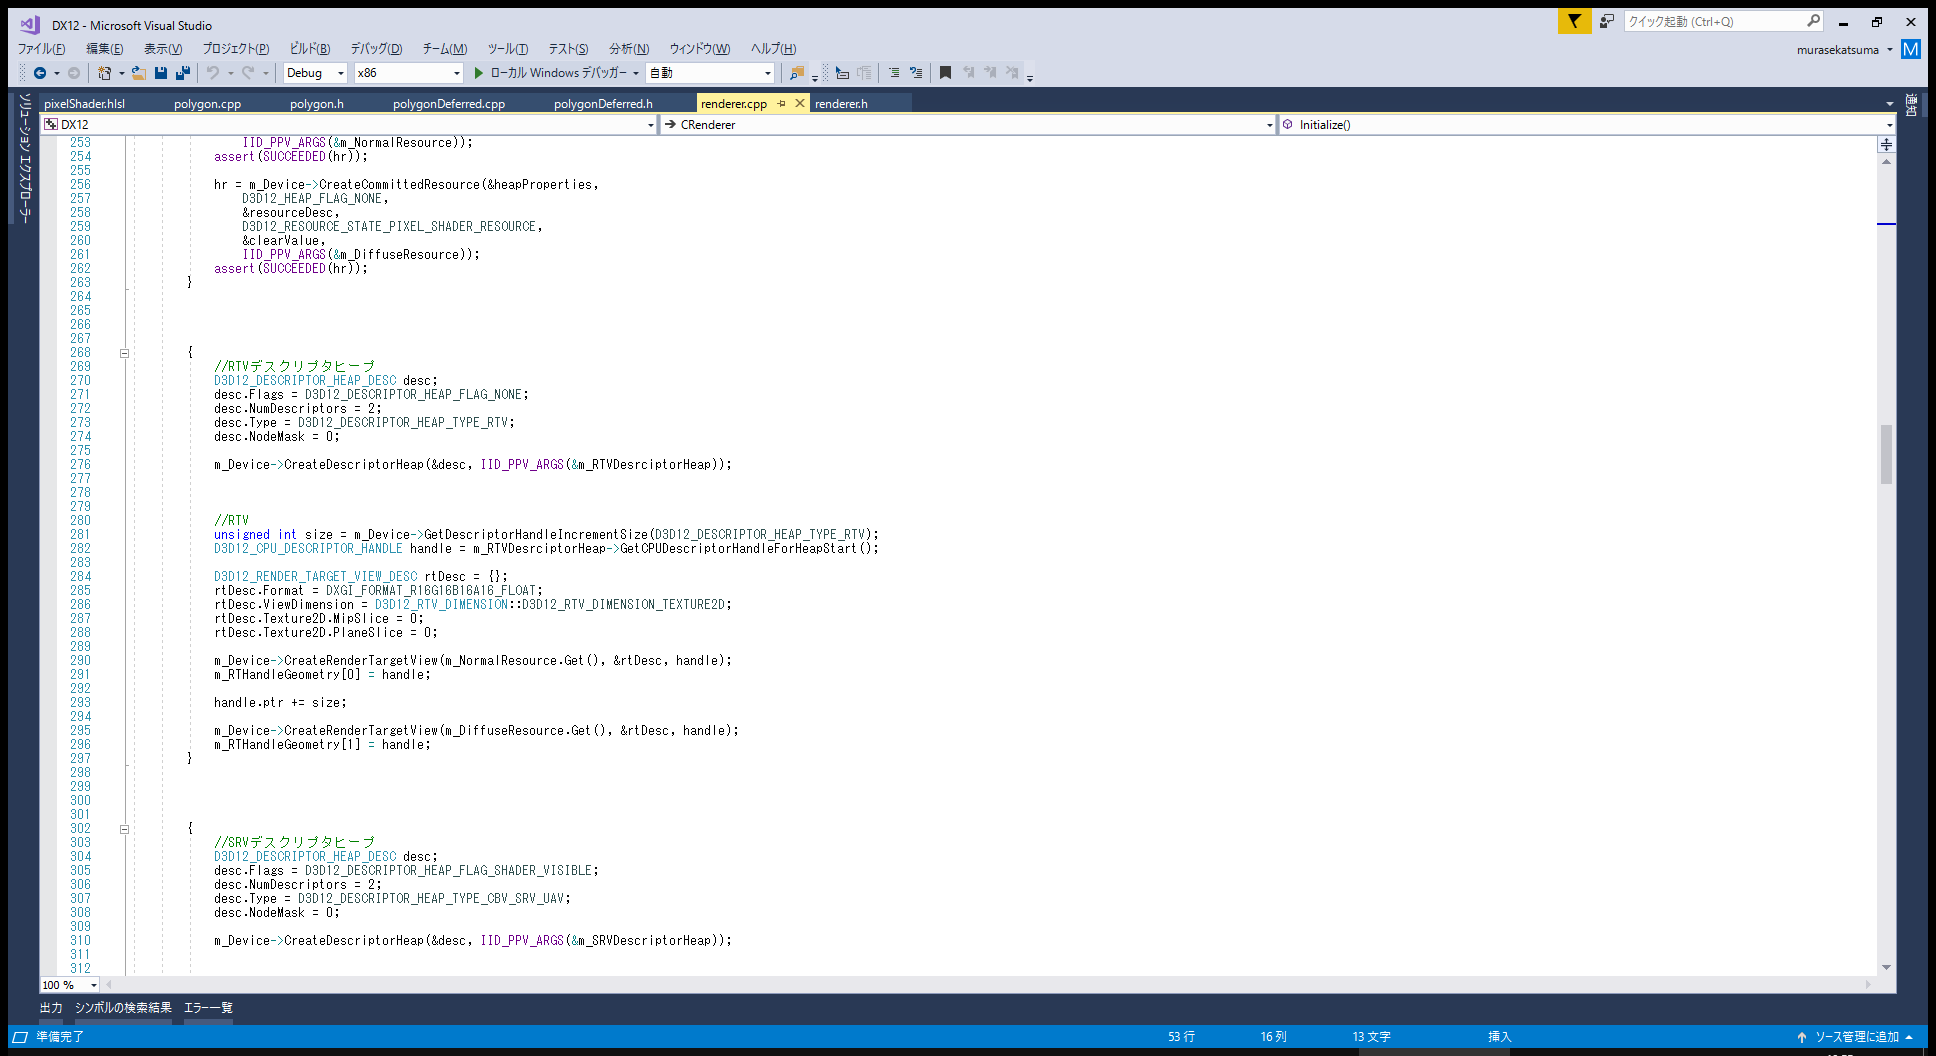 DX12 - Microsoft Visual Studio
クイック起動 (Ctrl+Q)
ファイル(F) 編集(E) 表示(V) プロジェクト(P) ビルド(B) デバッグ(D) チーム(M) ツール(T) テスト(S) 分析(N) ウィンドウ(W) ヘルプ(H)
murasekatsuma M
Debug x86 ローカル Windows デバッガー 自動
ソリューション エクスプローラー
通知
pixelShader.hlsl polygon.cpp polygon.h polygonDeferred.cpp polygonDeferred.h renderer.cpp renderer.h
DX12 CRenderer Initialize()
253 IID_PPV_ARGS(&m_NormalResource));
254 assert(SUCCEEDED(hr));
255
256 hr = m_Device->CreateCommittedResource(&heapProperties,
257 D3D12_HEAP_FLAG_NONE,
258 &resourceDesc,
259 D3D12_RESOURCE_STATE_PIXEL_SHADER_RESOURCE,
260 &clearValue,
261 IID_PPV_ARGS(&m_DiffuseResource));
262 assert(SUCCEEDED(hr));
263 }
264
265
266
267
268 {
269 //RTVデスクリプタヒープ
270 D3D12_DESCRIPTOR_HEAP_DESC desc;
271 desc.Flags = D3D12_DESCRIPTOR_HEAP_FLAG_NONE;
272 desc.NumDescriptors = 2;
273 desc.Type = D3D12_DESCRIPTOR_HEAP_TYPE_RTV;
274 desc.NodeMask = 0;
275
276 m_Device->CreateDescriptorHeap(&desc, IID_PPV_ARGS(&m_RTVDesrciptorHeap));
277
278
279
280 //RTV
281 unsigned int size = m_Device->GetDescriptorHandleIncrementSize(D3D12_DESCRIPTOR_HEAP_TYPE_RTV);
282 D3D12_CPU_DESCRIPTOR_HANDLE handle = m_RTVDesrciptorHeap->GetCPUDescriptorHandleForHeapStart();
283
284 D3D12_RENDER_TARGET_VIEW_DESC rtDesc = {};
285 rtDesc.Format = DXGI_FORMAT_R16G16B16A16_FLOAT;
286 rtDesc.ViewDimension = D3D12_RTV_DIMENSION::D3D12_RTV_DIMENSION_TEXTURE2D;
287 rtDesc.Texture2D.MipSlice = 0;
288 rtDesc.Texture2D.PlaneSlice = 0;
289
290 m_Device->CreateRenderTargetView(m_NormalResource.Get(), &rtDesc, handle);
291 m_RTHandleGeometry[0] = handle;
292
293 handle.ptr += size;
294
295 m_Device->CreateRenderTargetView(m_DiffuseResource.Get(), &rtDesc, handle);
296 m_RTHandleGeometry[1] = handle;
297 }
298
299
300
301
302 {
303 //SRVデスクリプタヒープ
304 D3D12_DESCRIPTOR_HEAP_DESC desc;
305 desc.Flags = D3D12_DESCRIPTOR_HEAP_FLAG_SHADER_VISIBLE;
306 desc.NumDescriptors = 2;
307 desc.Type = D3D12_DESCRIPTOR_HEAP_TYPE_CBV_SRV_UAV;
308 desc.NodeMask = 0;
309
310 m_Device->CreateDescriptorHeap(&desc, IID_PPV_ARGS(&m_SRVDescriptorHeap));
311
312
100 %
出力 シンボルの検索結果 エラー一覧
準備完了 53 行 16 列 13 文字 挿入 ソース管理に追加